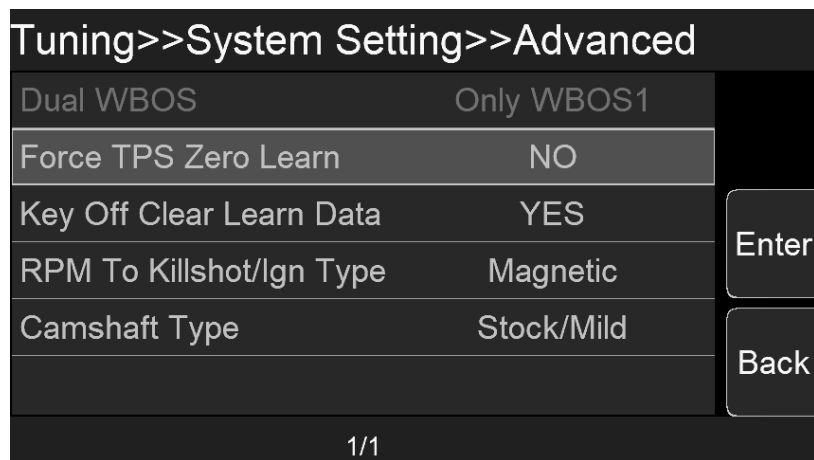 Tuning>>System Setting>>Advanced
Dual WBOS Only WBOS1
Force TPS Zero Learn NO
Key Off Clear Learn Data YES
RPM To Killshot/Ign Type Magnetic
Camshaft Type Stock/Mild
Enter
Back
1/1